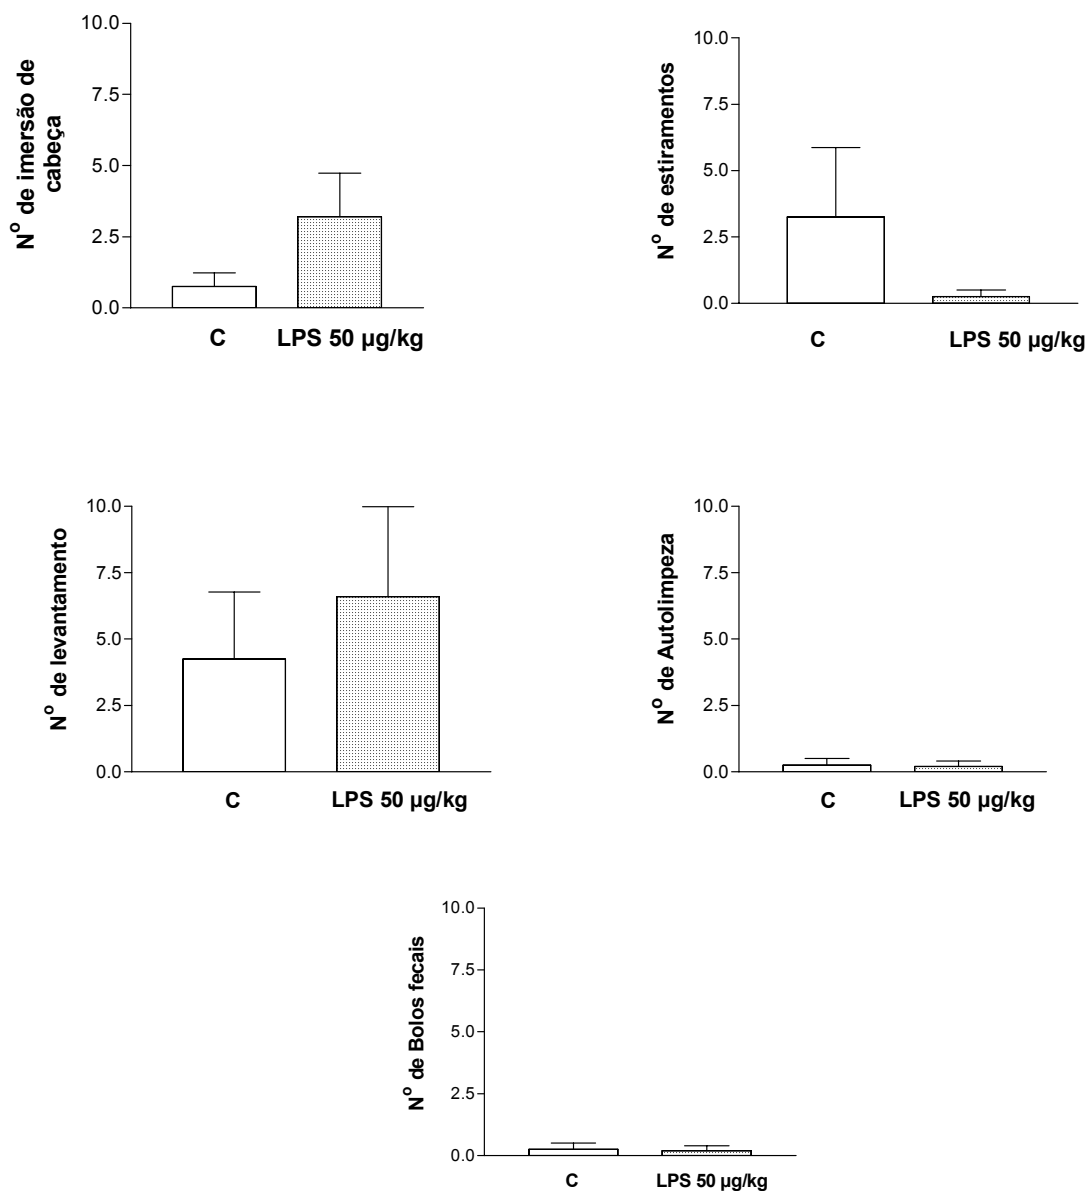 10.0
7.5
5.0
2.5
0.0
Nº de imersão de
cabeça
C
LPS 50 µg/kg
10.0
7.5
5.0
2.5
0.0
Nº de estiramentos
C
LPS 50 µg/kg
10.0
7.5
5.0
2.5
0.0
Nº de levantamento
C
LPS 50 µg/kg
10.0
7.5
5.0
2.5
0.0
Nº de Autolimpeza
C
LPS 50 µg/kg
10.0
7.5
5.0
2.5
0.0
Nº de Bolos fecais
C
LPS 50 µg/kg